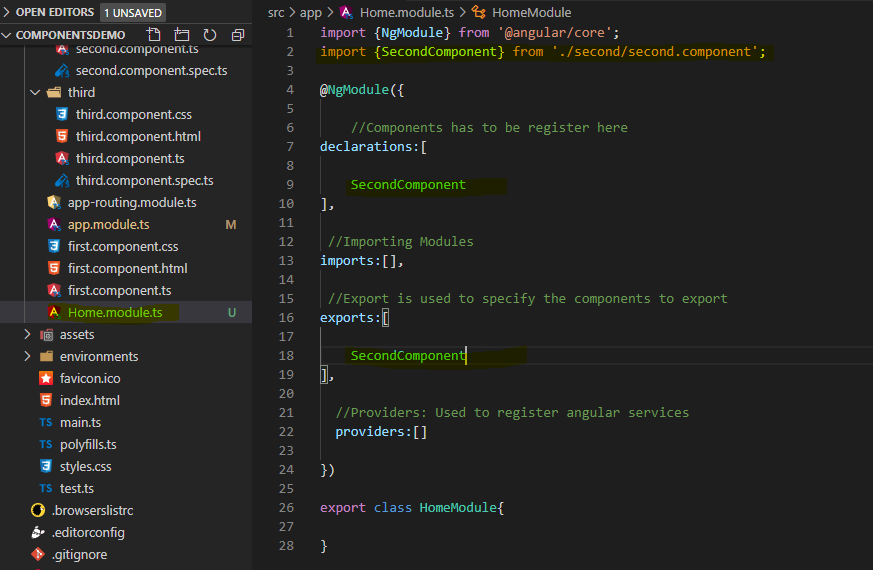 OPEN EDITORS 1 UNSAVED
COMPONENTSDEMO
second.component.ts
second.component.spec.ts
third
third.component.css
third.component.html
third.component.ts
third.component.spec.ts
app-routing.module.ts
app.module.ts M
first.component.css
first.component.html
first.component.ts
Home.module.ts U
assets
environments
favicon.ico
index.html
TS main.ts
TS polyfills.ts
styles.css
TS test.ts
.browserslistrc
.editorconfig
.gitignore
src > app > Home.module.ts > HomeModule
1 import {NgModule} from '@angular/core';
2 import {SecondComponent} from './second/second.component';
3
4 @NgModule({
5
6 //Components has to be register here
7 declarations:[
8
9 SecondComponent
10 ],
11
12 //Importing Modules
13 imports:[],
14
15 //Export is used to specify the components to export
16 exports:[
17
18 SecondComponent
19 ],
20
21 //Providers: Used to register angular services
22 providers:[]
23
24 })
25
26 export class HomeModule{
27
28 }